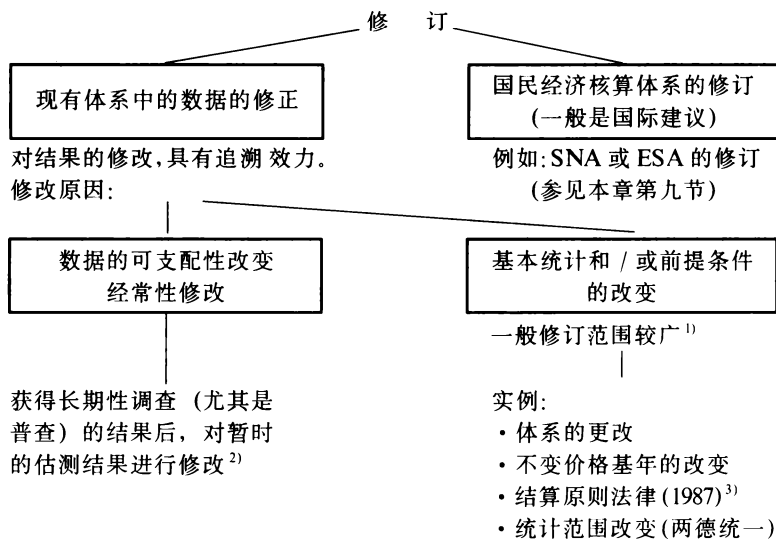 修 订
现有体系中的数据的修正
国民经济核算体系的修订
(一般是国际建议)
对结果的修改,具有追溯 效力。
修改原因:
例如:SNA 或 ESA 的修订
(参见本章第九节)
数据的可支配性改变
经常性修改
基本统计和 / 或前提条件
的改变
一般修订范围较广1)
获得长期性调查 (尤其是
普查) 的结果后, 对暂时
的估测结果进行修改2)
实例:
· 体系的更改
· 不变价格基年的改变
· 结算原则法律(1987)3)
· 统计范围改变(两德统一)